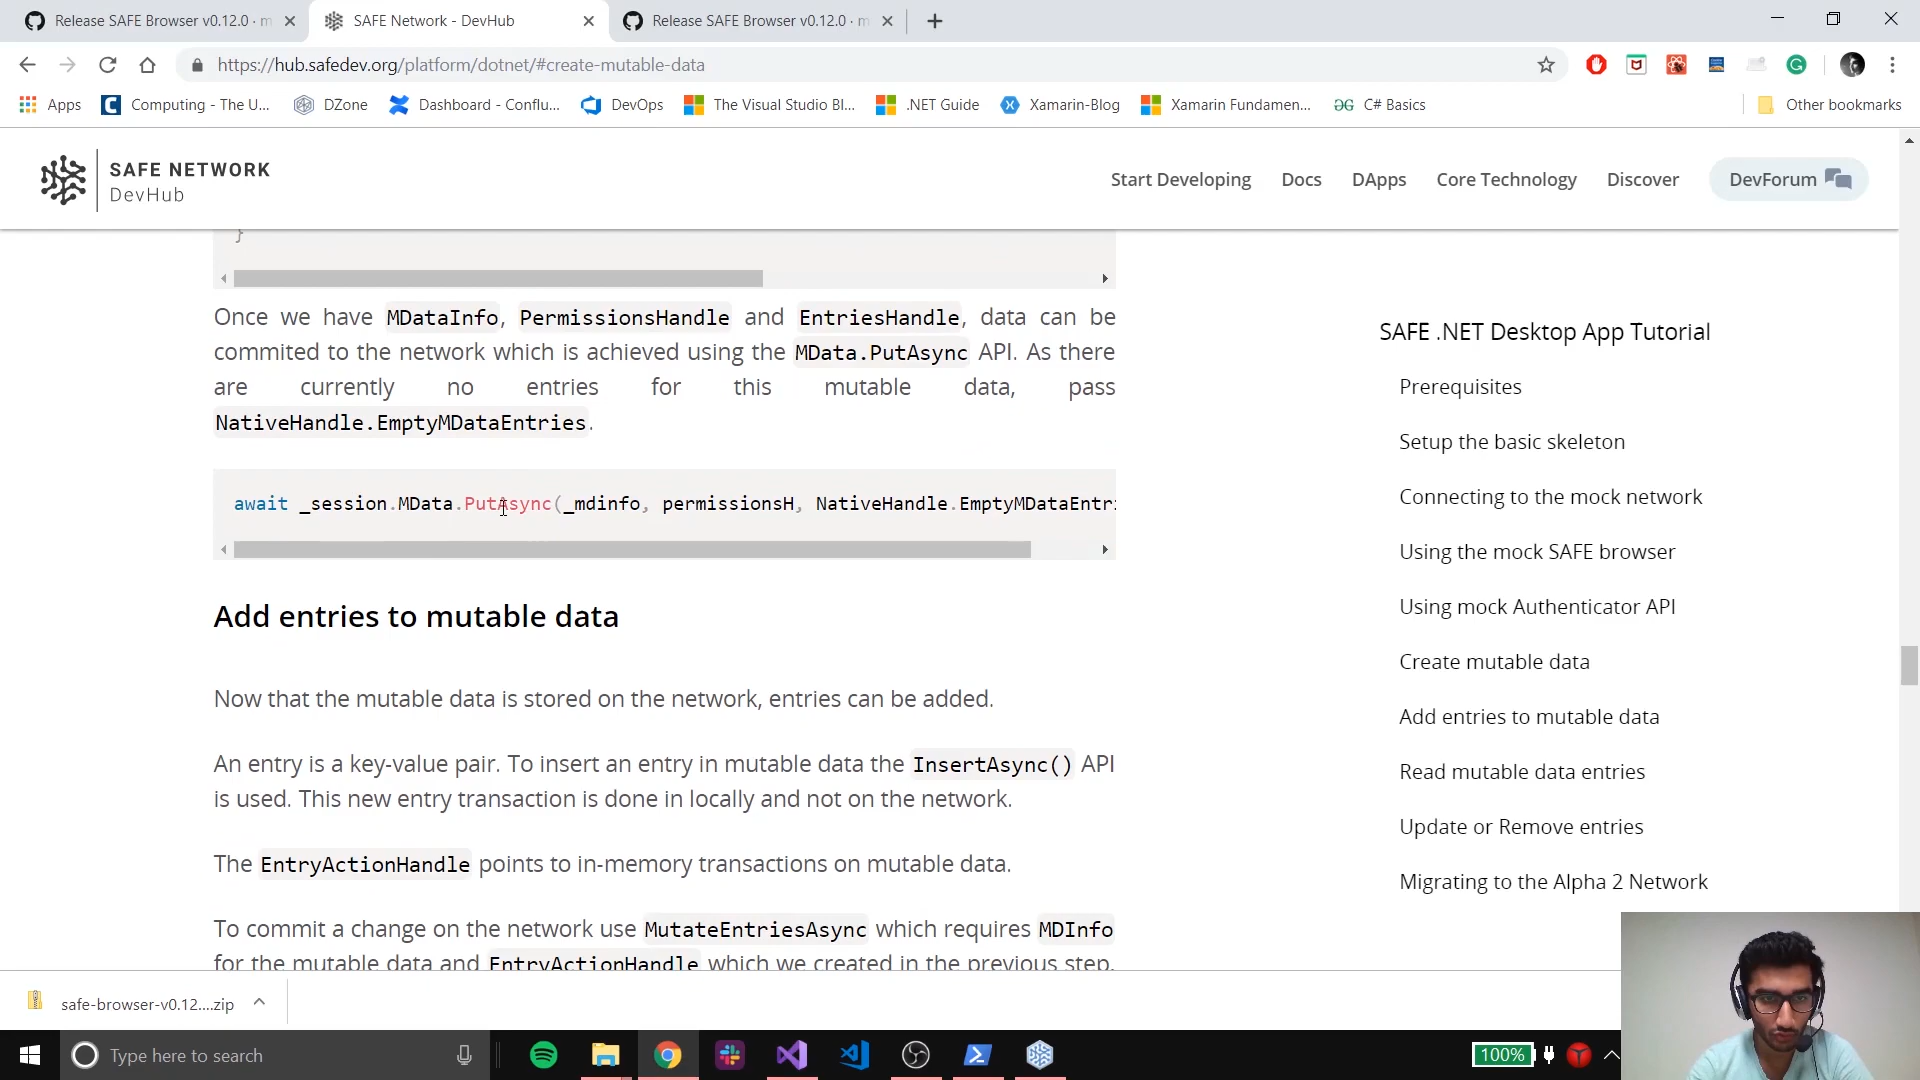 Release SAFE Browser v0.12.0 · m
SAFE Network - DevHub
Release SAFE Browser v0.12.0 · m
https://hub.safedev.org/platform/dotnet/#create-mutable-data
Apps
Computing - The U...
DZone
Dashboard - Conflu...
DevOps
The Visual Studio Bl...
.NET Guide
Xamarin-Blog
Xamarin Fundamen...
C# Basics
Other bookmarks
SAFE NETWORK
DevHub
Start Developing
Docs
DApps
Core Technology
Discover
DevForum
}
Once we have MDataInfo, PermissionsHandle and EntriesHandle, data can be
commited to the network which is achieved using the MData.PutAsync API. As there
are currently no entries for this mutable data, pass
NativeHandle.EmptyMDataEntries.
await _session.MData.PutAsync(_mdinfo, permissionsH, NativeHandle.EmptyMDataEntri
Add entries to mutable data
Now that the mutable data is stored on the network, entries can be added.
An entry is a key-value pair. To insert an entry in mutable data the InsertAsync() API
is used. This new entry transaction is done in locally and not on the network.
The EntryActionHandle points to in-memory transactions on mutable data.
To commit a change on the network use MutateEntriesAsync which requires MDInfo
for the mutable data and EntryActionHandle which we created in the previous step.
SAFE .NET Desktop App Tutorial
Prerequisites
Setup the basic skeleton
Connecting to the mock network
Using the mock SAFE browser
Using mock Authenticator API
Create mutable data
Add entries to mutable data
Read mutable data entries
Update or Remove entries
Migrating to the Alpha 2 Network
safe-browser-v0.12....zip
Type here to search
100%